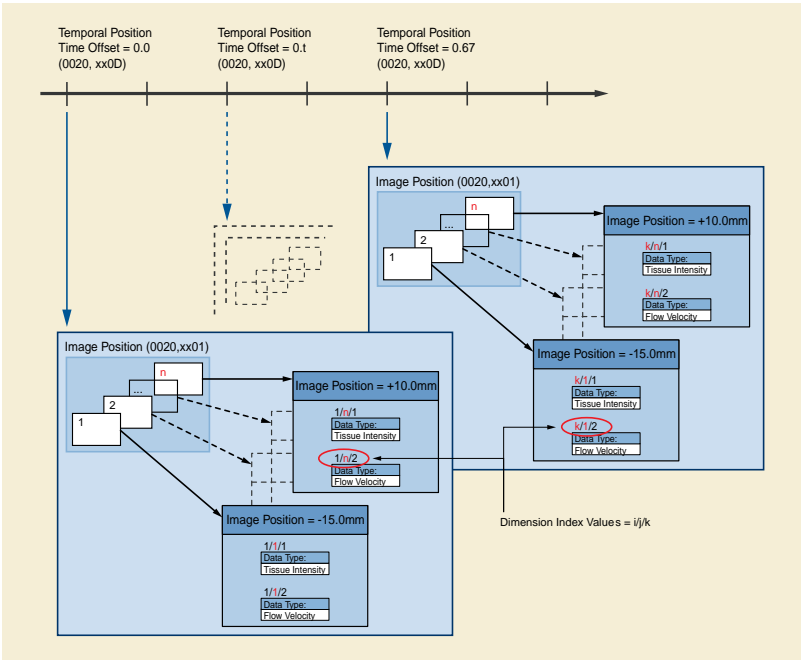 Temporal Position
Time Offset = 0.0
(0020, xx0D)
Temporal Position
Time Offset = 0.t
(0020, xx0D)
Temporal Position
Time Offset = 0.67
(0020, xx0D)
Image Position (0020,xx01)
n
...
2
1
Image Position = +10.0mm
k/n/1
Data Type:
Tissue Intensity
k/n/2
Data Type:
Flow Velocity
Image Position = -15.0mm
k/1/1
Data Type:
Tissue Intensity
k/1/2
Data Type:
Flow Velocity
Image Position (0020,xx01)
n
...
2
1
Image Position = +10.0mm
1/n/1
Data Type:
Tissue Intensity
1/n/2
Data Type:
Flow Velocity
Image Position = -15.0mm
1/1/1
Data Type:
Tissue Intensity
1/1/2
Data Type:
Flow Velocity
Dimension Index Values = i/j/k